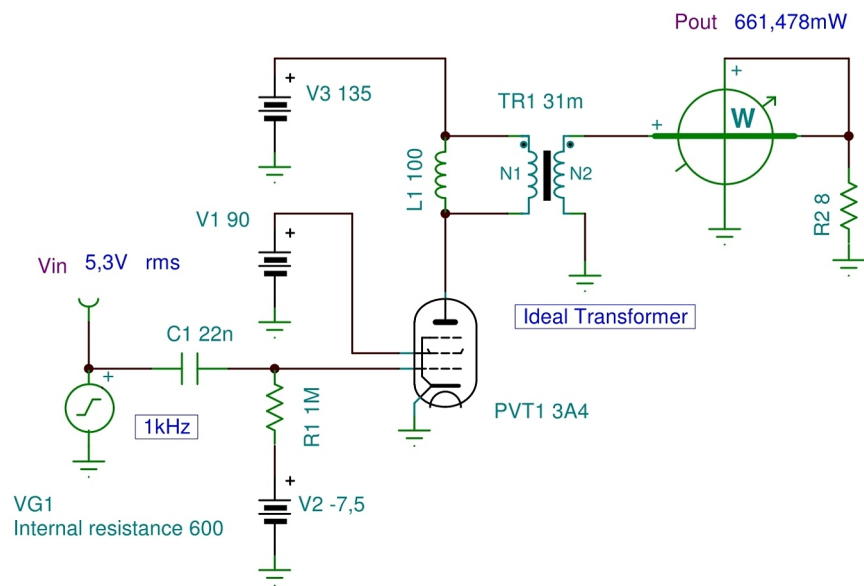 Pout 661,478mW
V3 135
TR1 31m
W
L1 100
N1
N2
R2 8
V1 90
Vin 5,3V rms
Ideal Transformer
C1 22n
R1 1M
PVT1 3A4
1kHz
VG1
Internal resistance 600
V2 -7,5